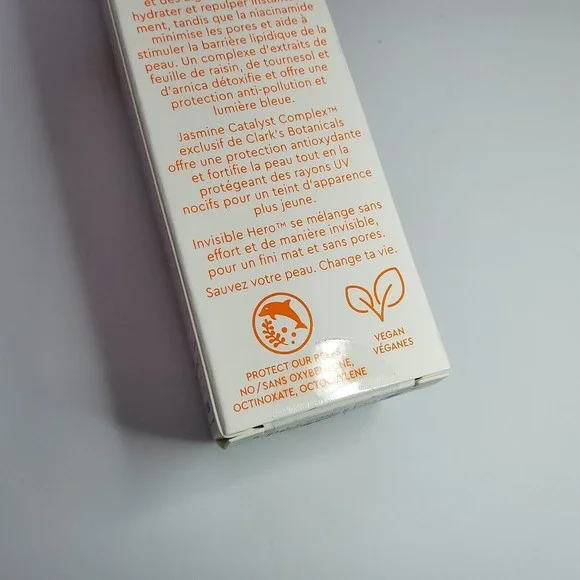 hydrater et repulper
ment, tandis que la niacinamide
minimise les pores et aide à
stimuler la barrière lipidique de la
peau. Un complexe d'extraits de
feuille de raisin, de tournesol et
d'arnica détoxifie et offre une
protection anti-pollution et
lumière bleue.
Jasmine Catalyst Complex™
exclusif de Clark's Botanicals
offre une protection antioxydante
et fortifie la peau tout en la
protégeant des rayons UV
nocifs pour un teint d'apparence
plus jeune.
Invisible Hero™ se mélange sans
effort et de manière invisible,
pour un fini mat et sans pores.
Sauvez votre peau. Change ta vie.
PROTECT OUR
NO/SANS OXYBENZONE,
OCTINOXATE, OCTOCRYLENE
VEGAN
VÉGANES